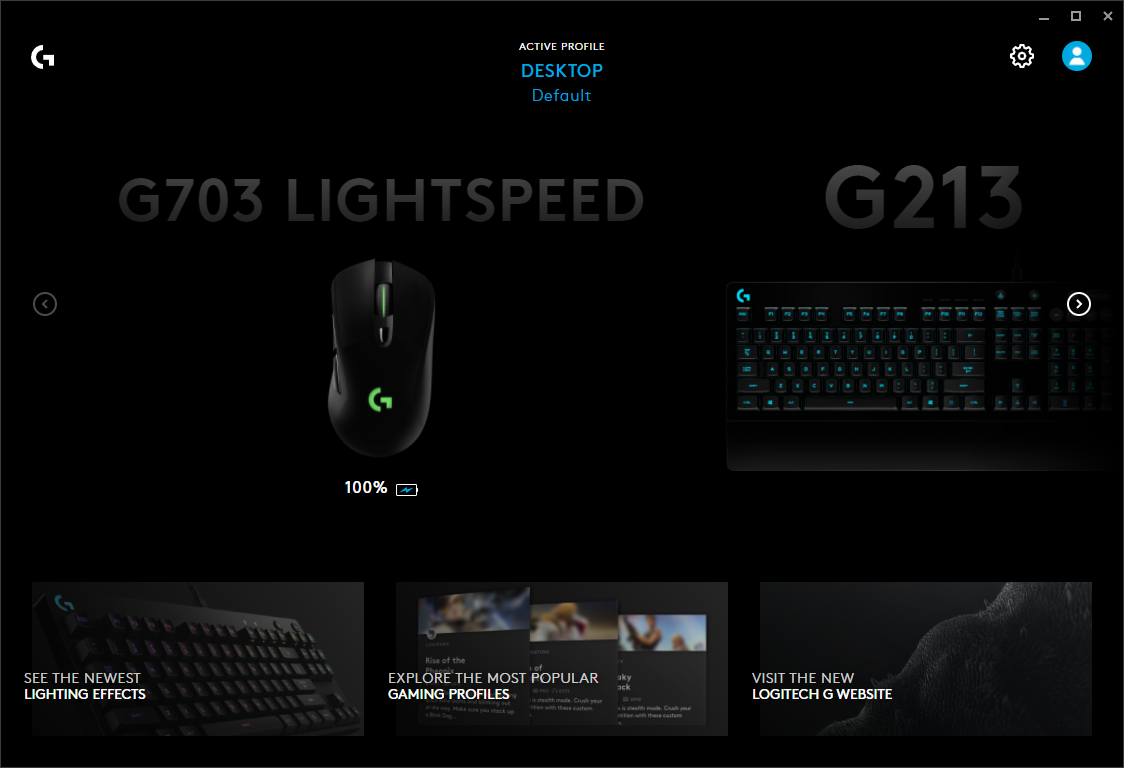 ACTIVE PROFILE
DESKTOP
Default
G703 LIGHTSPEED
G213
100%
SEE THE NEWEST
LIGHTING EFFECTS
Rise of the
EXPLORE THE MOST POPULAR
GAMING PROFILES
VISIT THE NEW
LOGITECH G WEBSITE